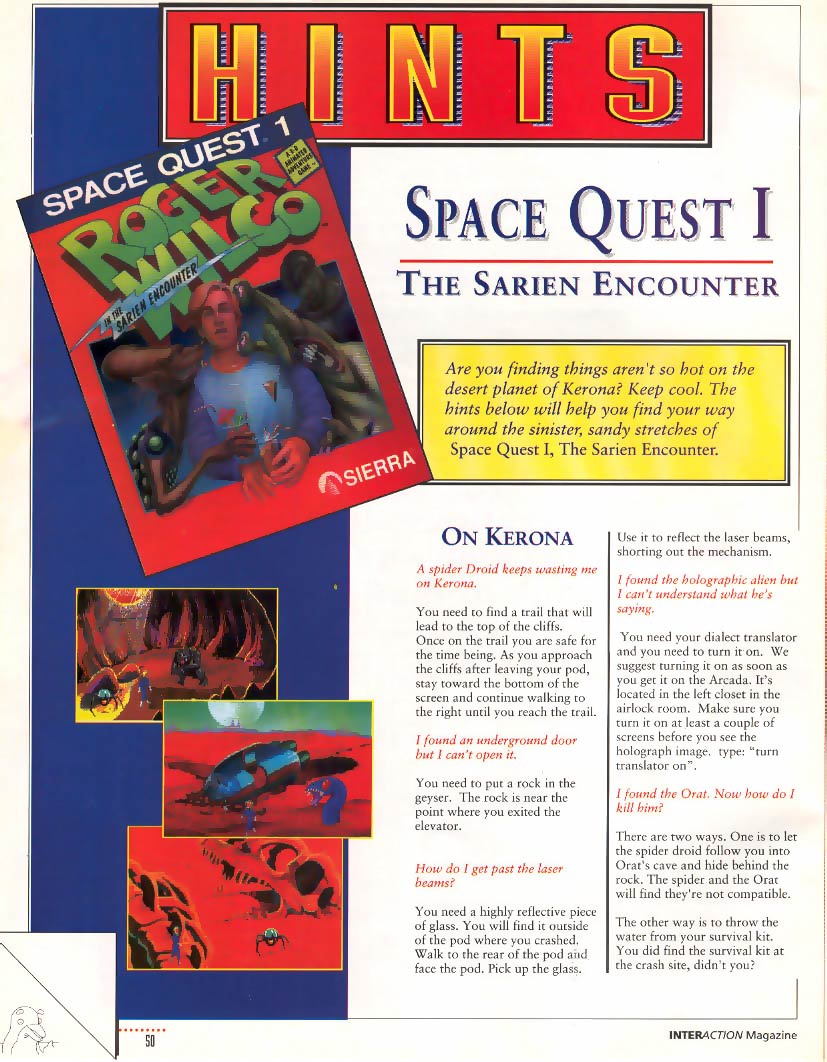 HINTS
SPACE QUEST 1
A 3-D
ANIMATED
ADVENTURE
GAME
ROGER
WILCO
IN THE
SARIEN ENCOUNTER
SIERRA
SPACE QUEST I
THE SARIEN ENCOUNTER
Are you finding things aren't so hot on the
desert planet of Kerona? Keep cool. The
hints below will help you find your way
around the sinister, sandy stretches of
Space Quest I, The Sarien Encounter.
ON KERONA
A spider Droid keeps wasting me
on Kerona.
You need to find a trail that will
lead to the top of the cliffs.
Once on the trail you are safe for
the time being. As you approach
the cliffs after leaving your pod,
stay toward the bottom of the
screen and continue walking to
the right until you reach the trail.
I found an underground door
but I can't open it.
You need to put a rock in the
geyser. The rock is near the
point where you exited the
elevator.
How do I get past the laser
beams?
You need a highly reflective piece
of glass. You will find it outside
of the pod where you crashed.
Walk to the rear of the pod and
face the pod. Pick up the glass.
Use it to reflect the laser beams,
shorting out the mechanism.
I found the holographic alien but
I can't understand what he's
saying.
You need your dialect translator
and you need to turn it on. We
suggest turning it on as soon as
you get it on the Arcada. It's
located in the left closet in the
airlock room. Make sure you
turn it on at least a couple of
screens before you see the
holograph image. type: "turn
translator on".
I found the Orat. Now how do I
kill him?
There are two ways. One is to let
the spider droid follow you into
Orat's cave and hide behind the
rock. The spider and the Orat
will find they're not compatible.
The other way is to throw the
water from your survival kit.
You did find the survival kit at
the crash site, didn't you?
50
INTERACTION Magazine